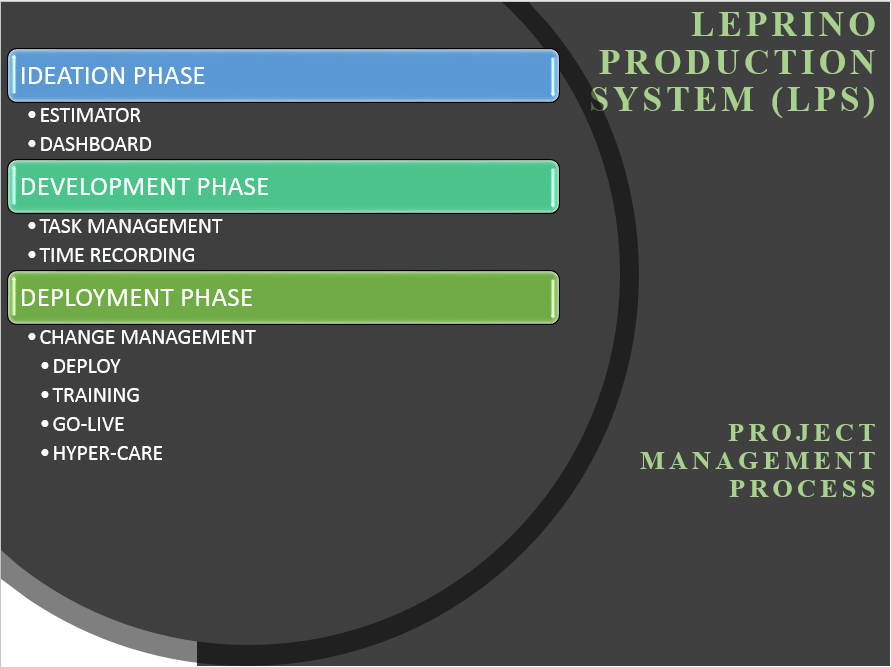 LEPRINO
PRODUCTION
SYSTEM (LPS)
IDEATION PHASE
• ESTIMATOR
• DASHBOARD
DEVELOPMENT PHASE
• TASK MANAGEMENT
• TIME RECORDING
DEPLOYMENT PHASE
• CHANGE MANAGEMENT
• DEPLOY
• TRAINING
• GO-LIVE
• HYPER-CARE
PROJECT
MANAGEMENT
PROCESS